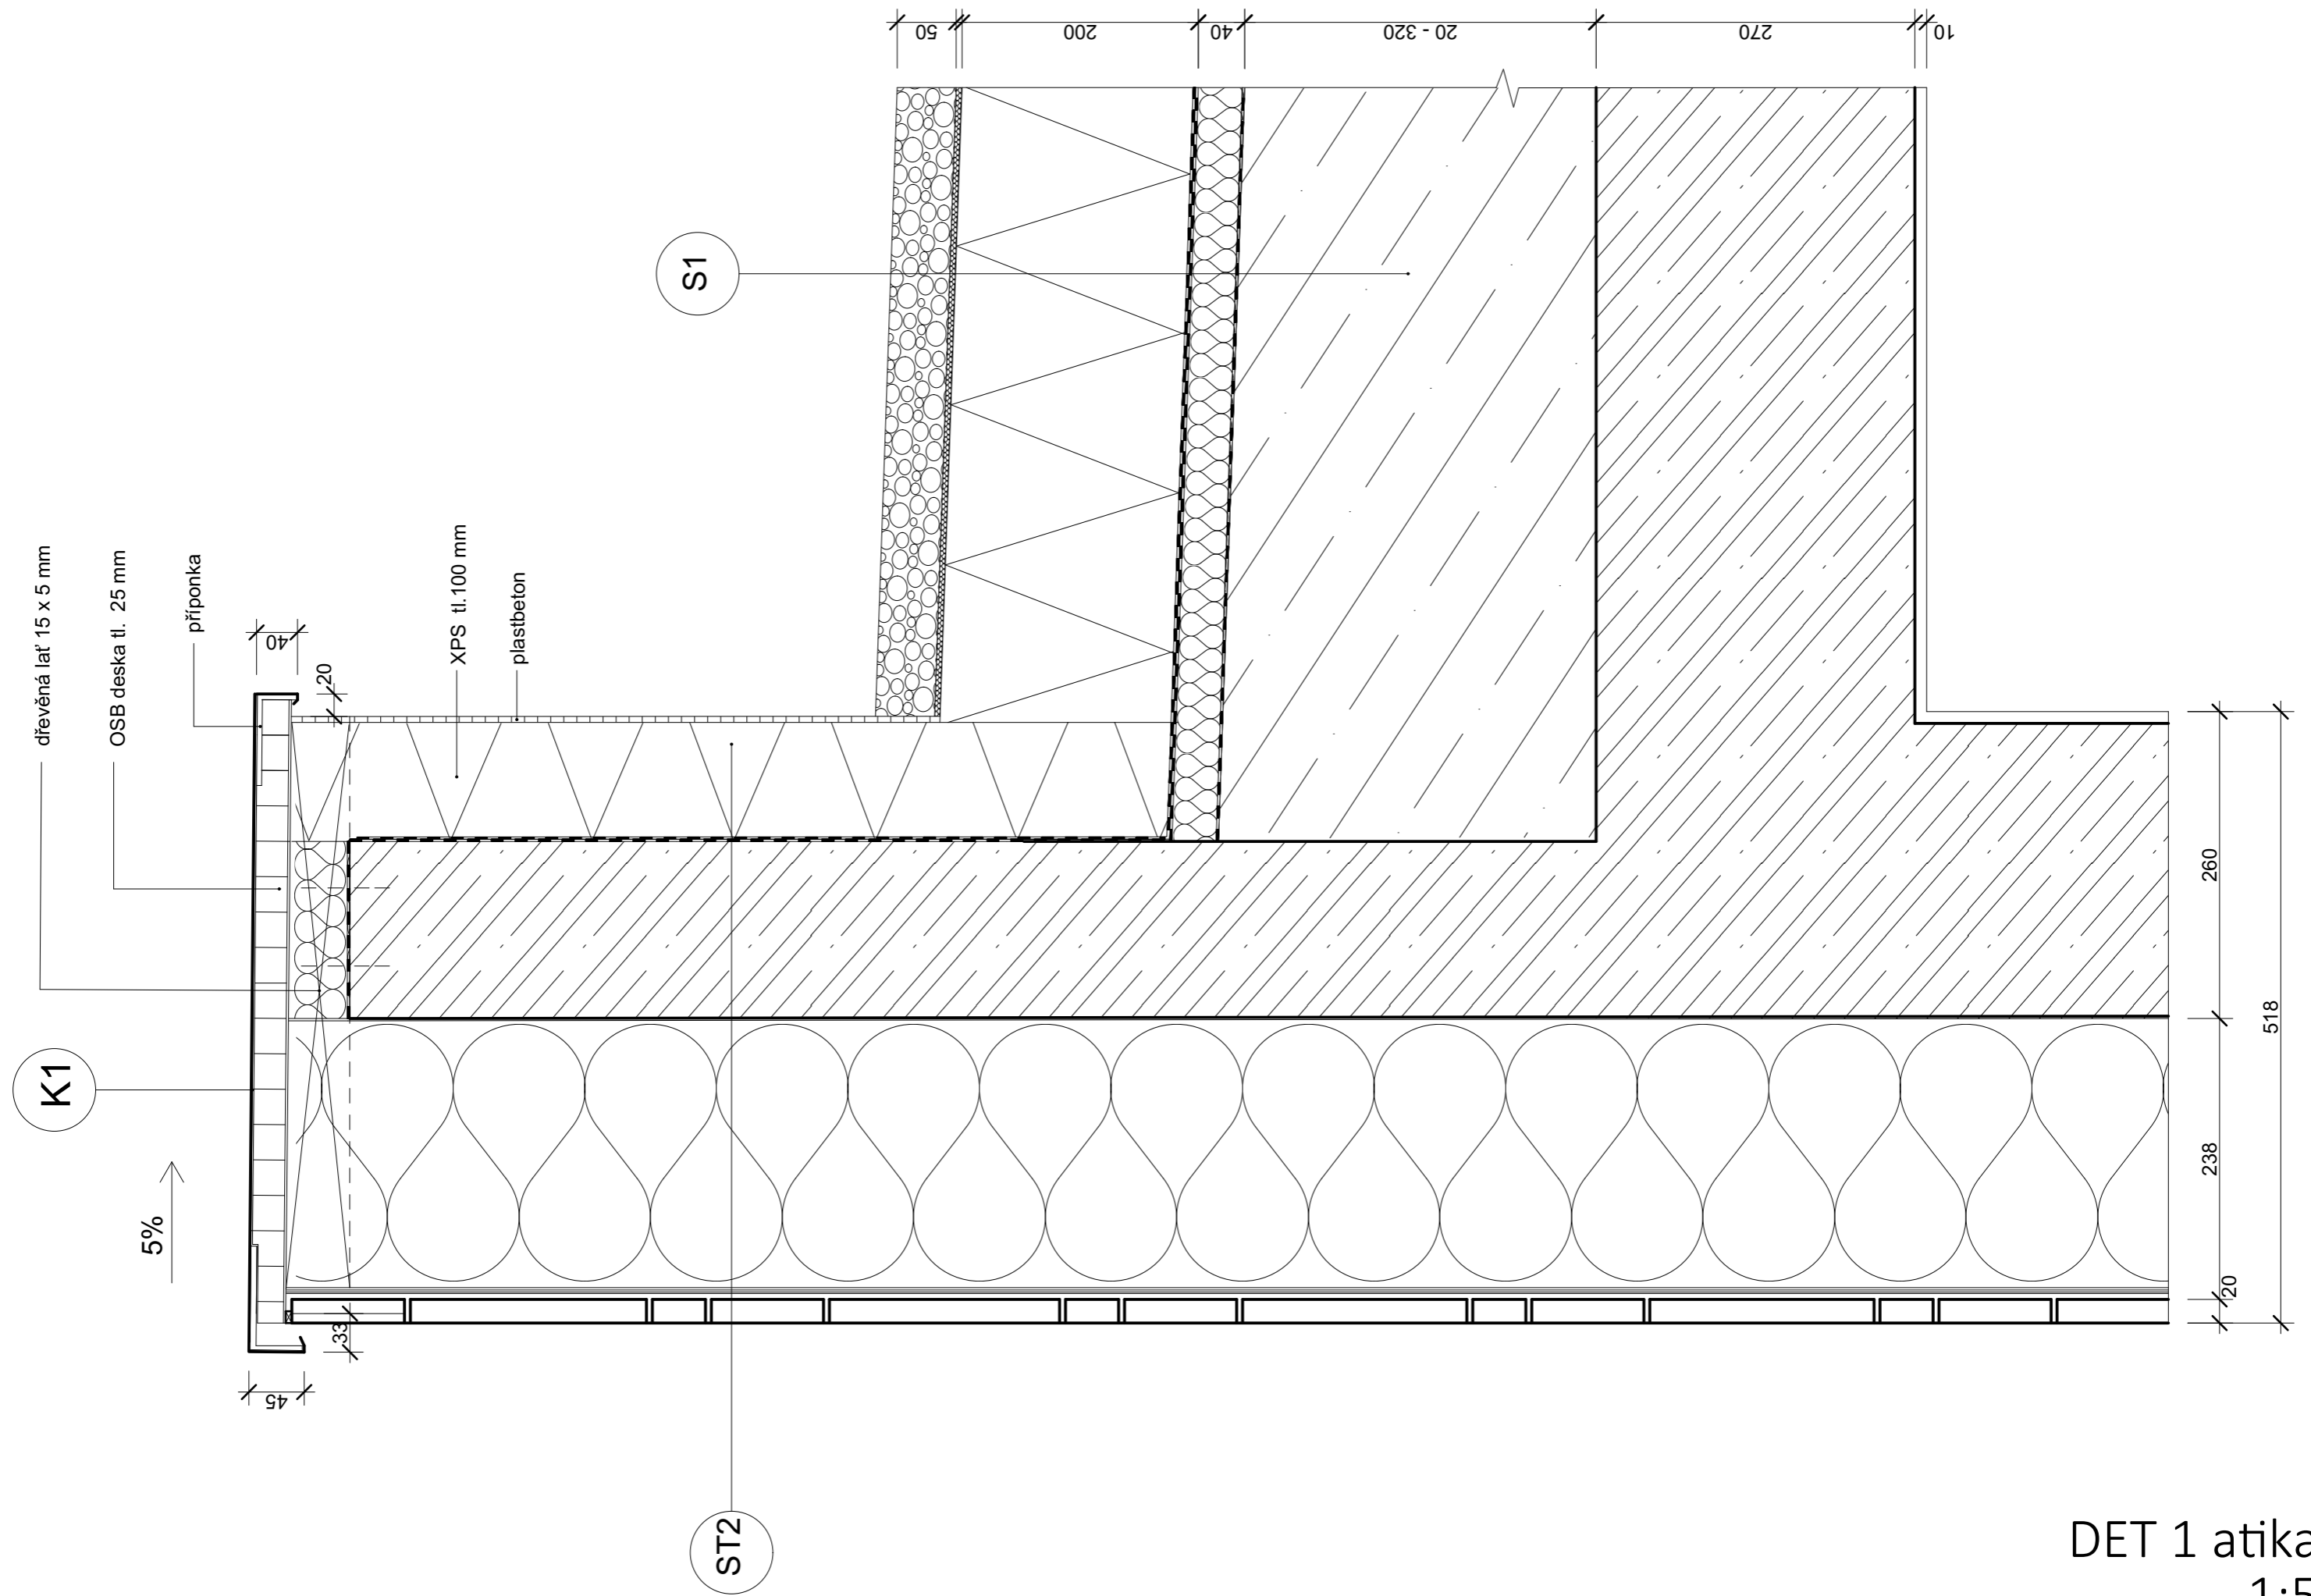 50
200
40
20 - 320
270
10
S1
dřevěná lať 15 x 5 mm
OSB deska tl. 25 mm
příponka
XPS tl.100 mm
plastbeton
40
20
K1
5%
33
45
ST2
260
238
20
518
DET 1 atika
1:5